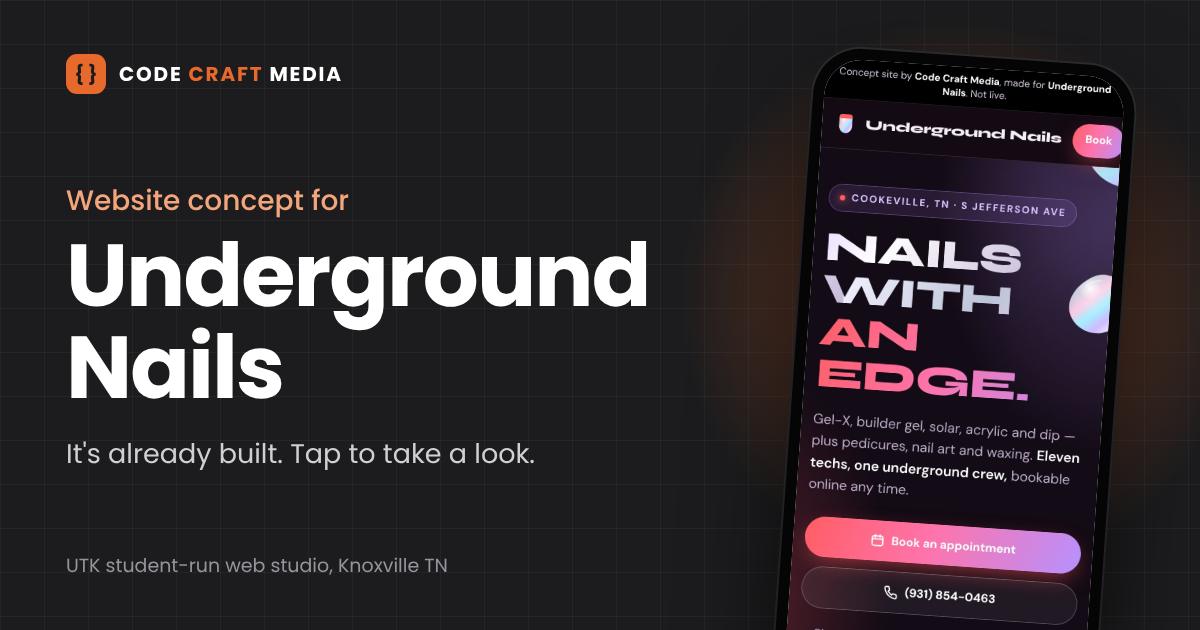 { } CODE CRAFT MEDIA
Website concept for
Underground
Nails
It's already built. Tap to take a look.
UTK student-run web studio, Knoxville TN
Concept site by Code Craft Media, made for Underground
Nails. Not live.
Underground Nails
Book
COOKEVILLE, TN · S JEFFERSON AVE
NAILS
WITH
AN
EDGE.
Gel-X, builder gel, solar, acrylic and dip —
plus pedicures, nail art and waxing. Eleven
techs, one underground crew, bookable
online any time.
Book an appointment
(931) 854-0463